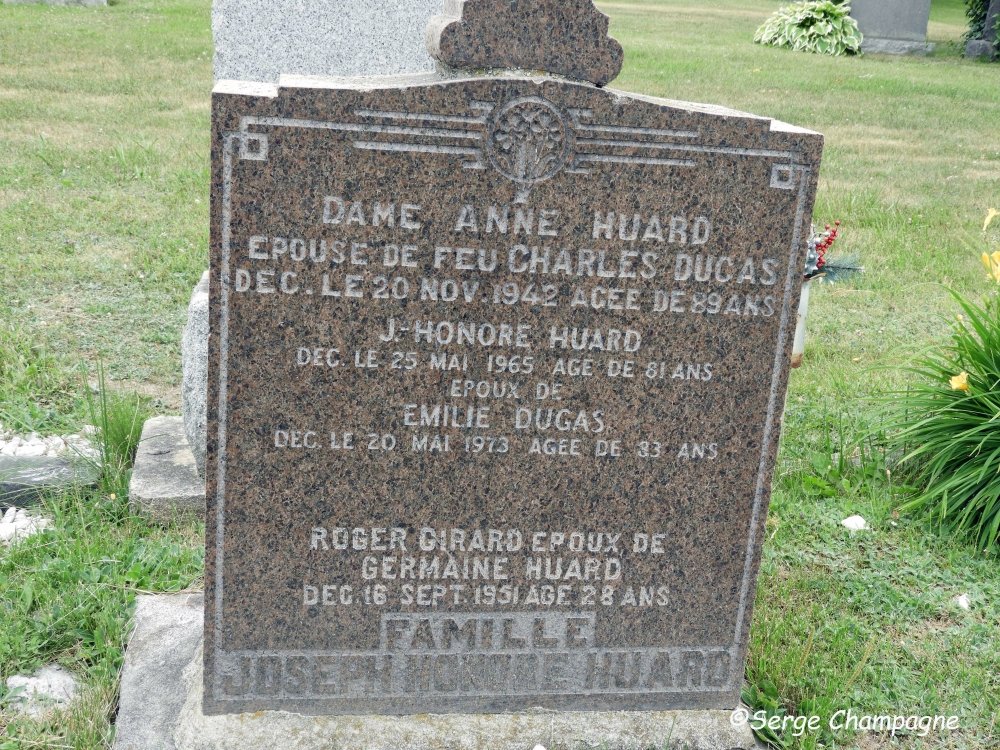 DAME ANNE HUARD
EPOUSE DE FEU CHARLES DUGAS
DEC. LE 20 NOV. 1942 AGEE DE 89 ANS
J.-HONORE HUARD
DEC. LE 25 MAI 1965 AGE DE 81 ANS
EPOUX DE
EMILIE DUGAS
DEC. LE 20 MAI 1973 AGEE DE 83 ANS
ROGER GIRARD EPOUX DE
GERMAINE HUARD
DEC. 16 SEPT. 1951 AGE 28 ANS
FAMILLE
JOSEPH HONORE HUARD
©Serge Champagne